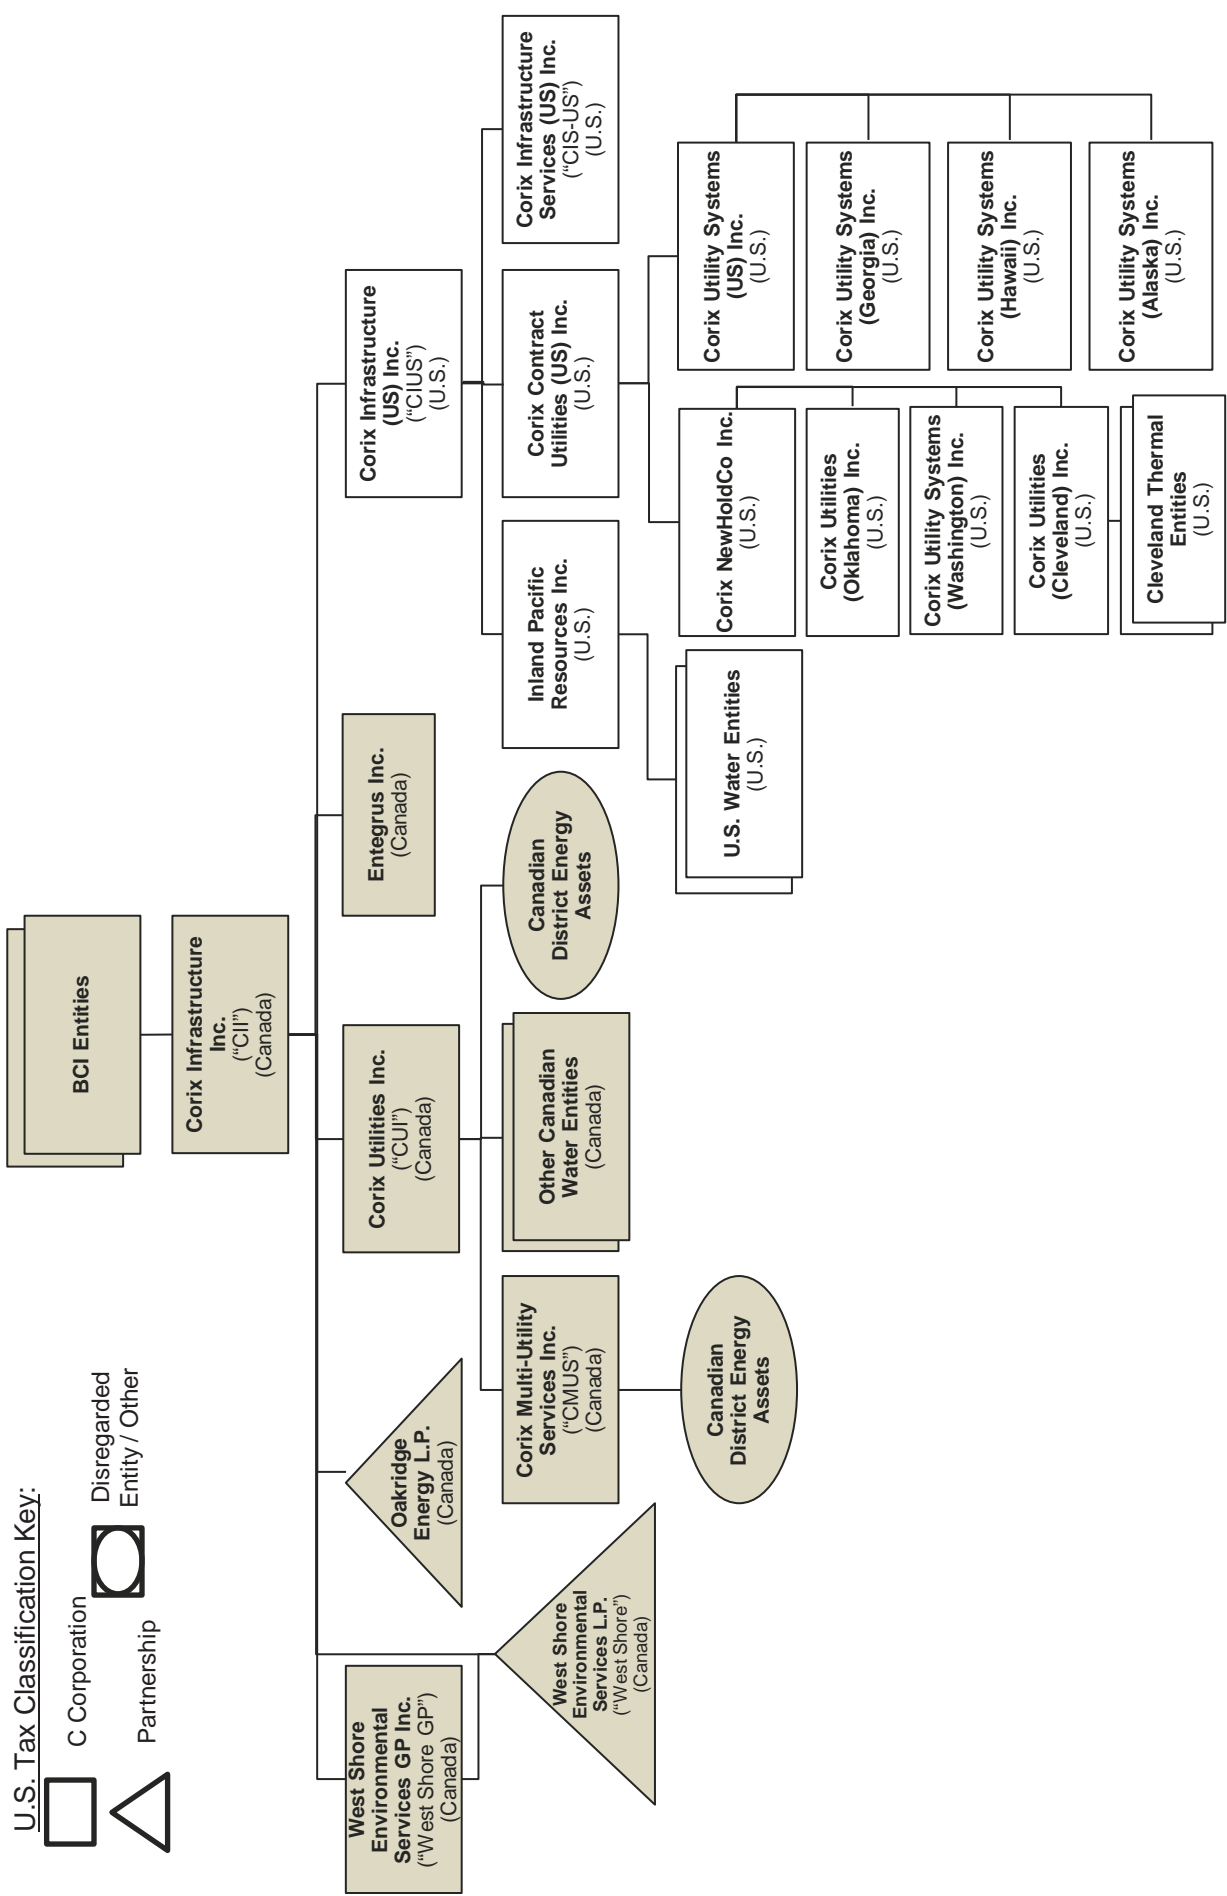 U.S. Tax Classification Key:
C Corporation
Disregarded
Entity / Other
Partnership
BCI Entities
Corix Infrastructure
Inc.
("CII")
(Canada)
West Shore
Environmental
Services GP Inc.
("West Shore GP")
(Canada)
Oakridge
Energy L.P.
(Canada)
Corix Utilities Inc.
("CUI")
(Canada)
Entegrus Inc.
(Canada)
Corix Infrastructure
(US) Inc.
("CIUS")
(U.S.)
West Shore
Environmental
Services L.P.
("West Shore")
(Canada)
Corix Multi-Utility
Services Inc.
("CMUS")
(Canada)
Other Canadian
Water Entities
(Canada)
Canadian
District Energy
Assets
Inland Pacific
Resources Inc.
(U.S.)
Corix Contract
Utilities (US) Inc.
(U.S.)
Corix Infrastructure
Services (US) Inc.
("CIS-US")
(U.S.)
Canadian
District Energy
Assets
U.S. Water Entities
(U.S.)
Corix NewHoldCo Inc.
(U.S.)
Corix Utilities
(Oklahoma) Inc.
(U.S.)
Corix Utility Systems
(Washington) Inc.
(U.S.)
Corix Utilities
(Cleveland) Inc.
(U.S.)
Cleveland Thermal
Entities
(U.S.)
Corix Utility Systems
(US) Inc.
(U.S.)
Corix Utility Systems
(Georgia) Inc.
(U.S.)
Corix Utility Systems
(Hawaii) Inc.
(U.S.)
Corix Utility Systems
(Alaska) Inc.
(U.S.)